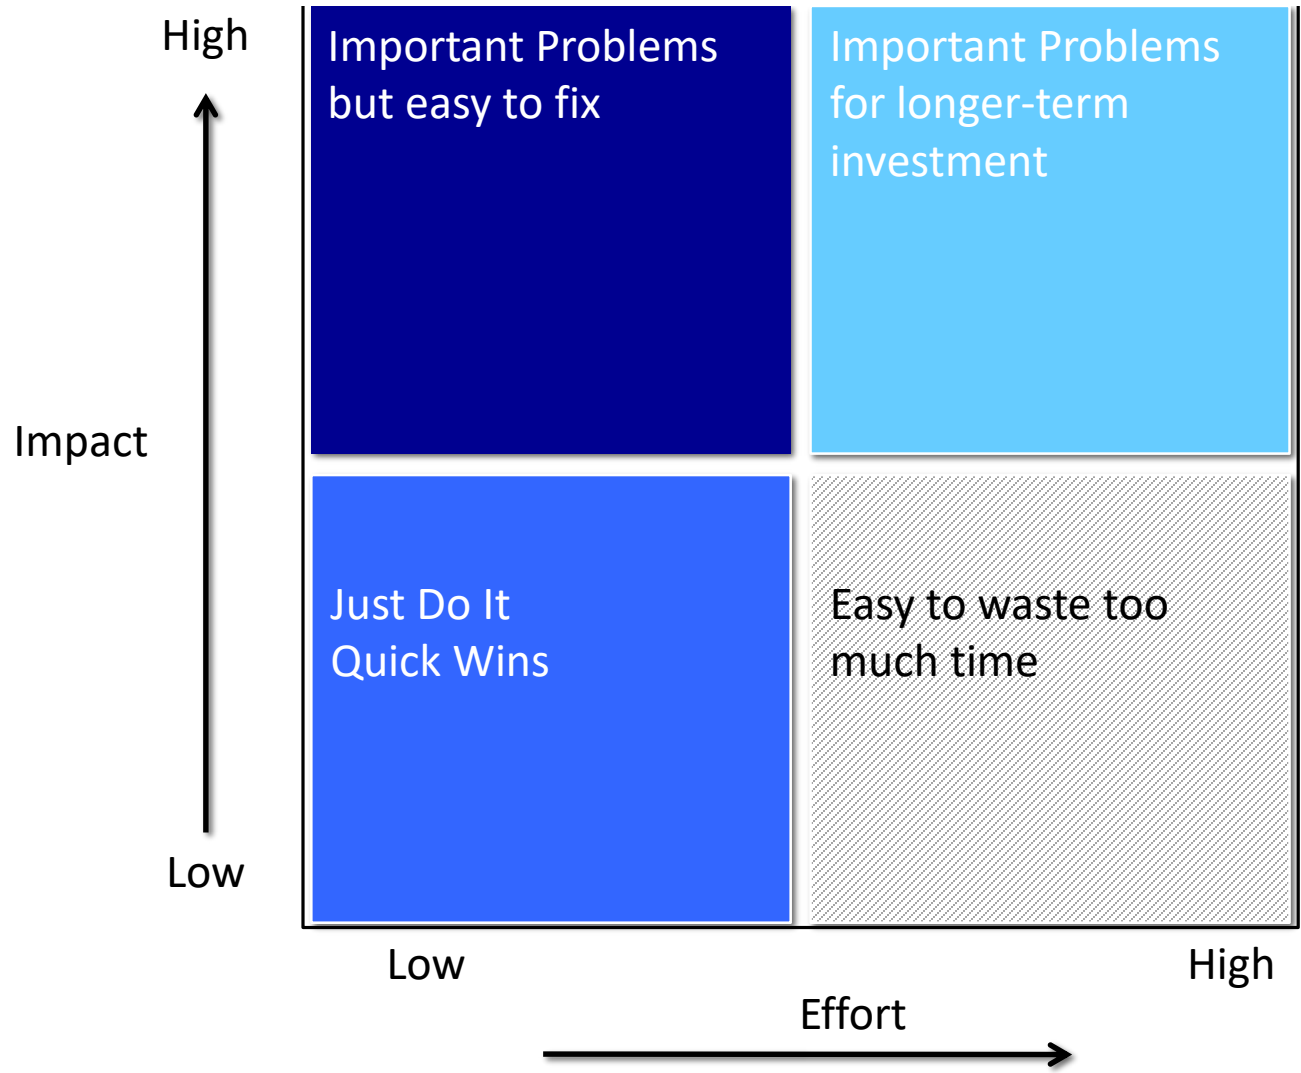 High
Important Problems
but easy to fix
Important Problems
for longer-term
investment
Impact
Just Do It
Quick Wins
Easy to waste too
much time
Low
Low
High
Effort